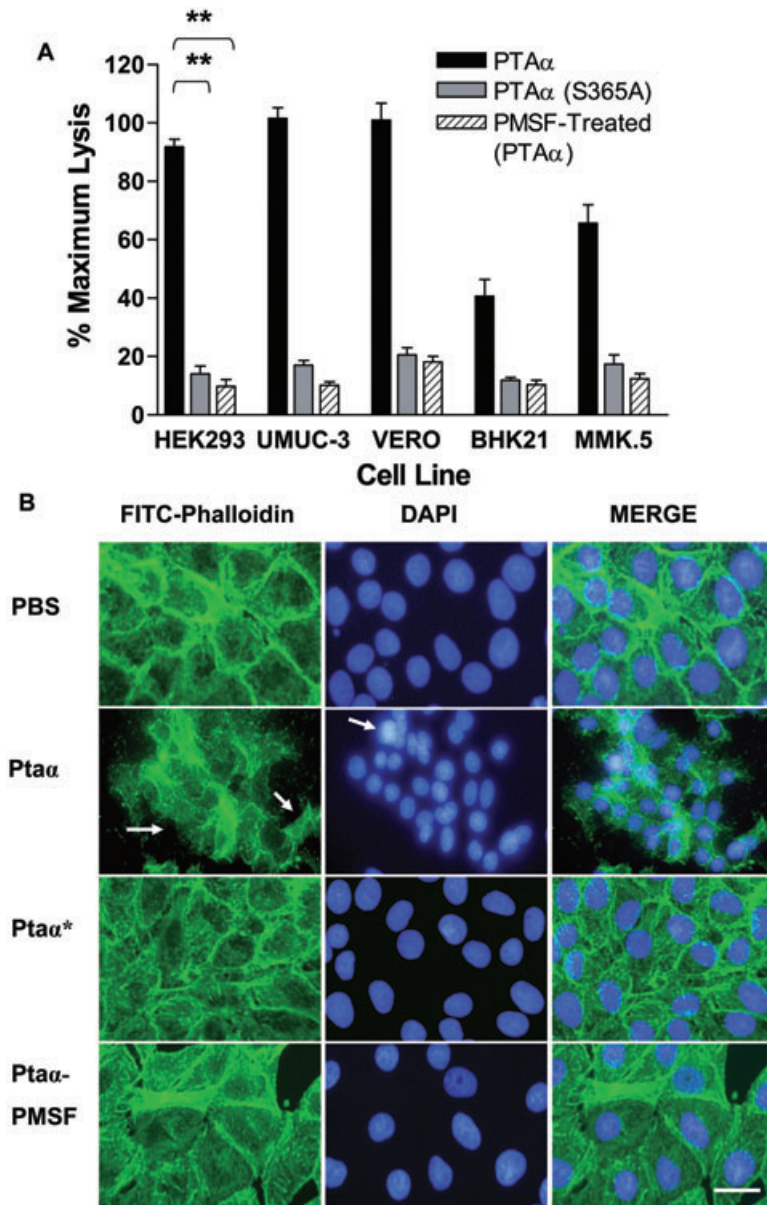 **
**
A
PTAα
PTAα (S365A)
PMSF-Treated
(PTAα)
120
100
80
60
40
20
0
% Maximum Lysis
HEK293 UMUC-3 VERO BHK21 MMK.5
Cell Line
B
FITC-Phalloidin DAPI MERGE
PBS
Ptaα
Ptaα*
Ptaα-
PMSF